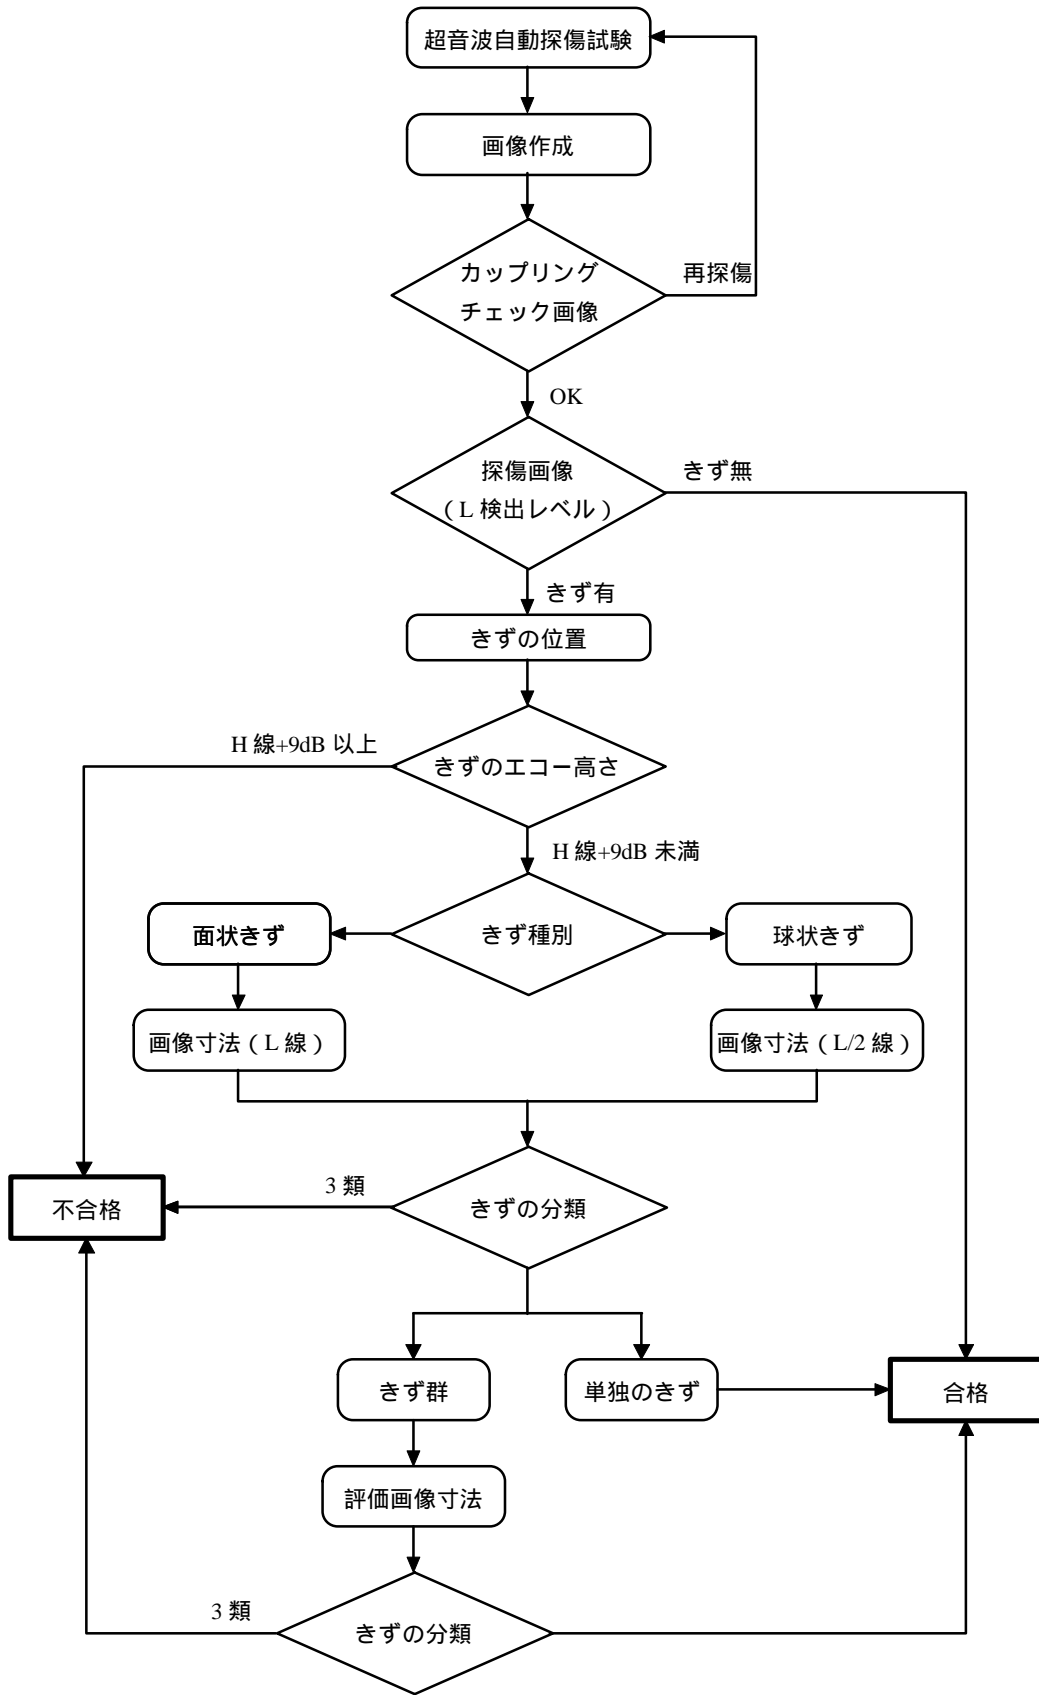 超音波自動探傷試験
画像作成
カップリング
チェック画像
再探傷
OK
探傷画像
（L 検出レベル）
きず無
きず有
きずの位置
H 線+9dB 以上
きずのエコー高さ
H 線+9dB 未満
面状きず
きず種別
球状きず
画像寸法（L 線）
画像寸法（L/2 線）
不合格
3 類
きずの分類
きず群
単独のきず
合格
評価画像寸法
3 類
きずの分類